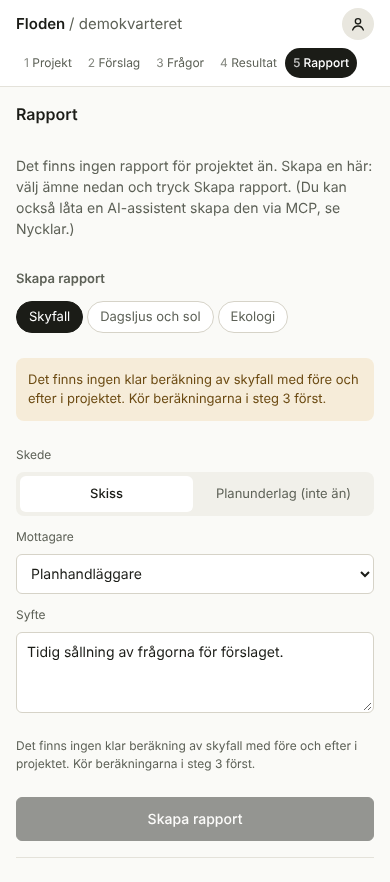 Floden / demokvarteret
1 Projekt 2 Förslag 3 Frågor 4 Resultat 5 Rapport
Rapport
Det finns ingen rapport för projektet än. Skapa en här:
välj ämne nedan och tryck Skapa rapport. (Du kan
också låta en AI-assistent skapa den via MCP, se
Nycklar.)
Skapa rapport
Skyfall Dagsljus och sol Ekologi
Det finns ingen klar beräkning av skyfall med före och
efter i projektet. Kör beräkningarna i steg 3 först.
Skede
Skiss Planunderlag (inte än)
Mottagare
Planhandläggare
Syfte
Tidig sållning av frågorna för förslaget.
Det finns ingen klar beräkning av skyfall med före och efter i
projektet. Kör beräkningarna i steg 3 först.
Skapa rapport